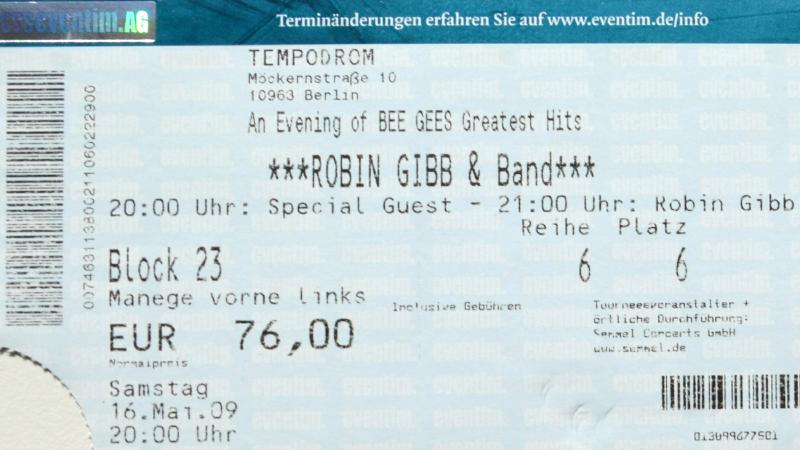 eventim.AG
Terminänderungen erfahren Sie auf www.eventim.de/info
TEMPODROM
Möckernstraße 10
10963 Berlin
An Evening of BEE GEES Greatest Hits
***ROBIN GIBB & Band***
20:00 Uhr: Special Guest - 21:00 Uhr: Robin Gibb
Reihe Platz
Block 23 6 6
Manege vorne links
Inclusive Gebühren
EUR 76,00
Normalpreis
Tourneeveranstalter +
örtliche Durchführung:
Semmel Concerts GmbH
www.semmel.de
Samstag
16.Mai.09
20:00 Uhr